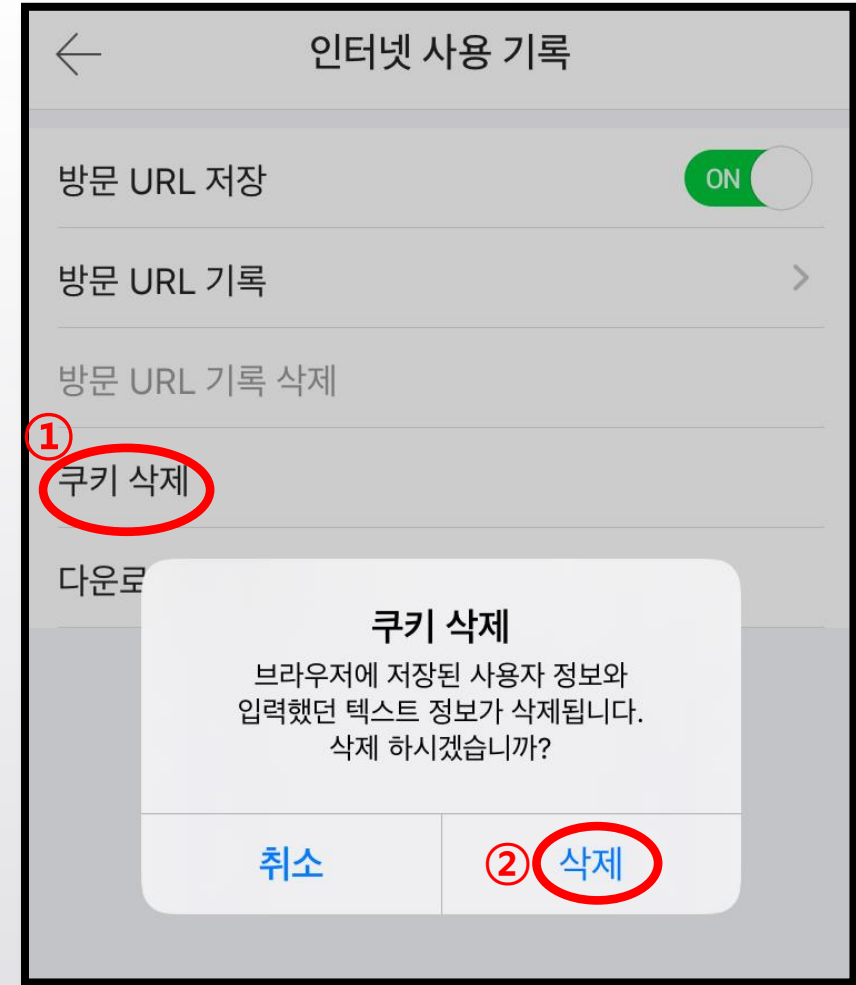 인터넷 사용 기록
방문 URL 저장 ON
방문 URL 기록
방문 URL 기록 삭제
①
쿠키 삭제
다운로
쿠키 삭제
브라우저에 저장된 사용자 정보와
입력했던 텍스트 정보가 삭제됩니다.
삭제 하시겠습니까?
취소 ② 삭제